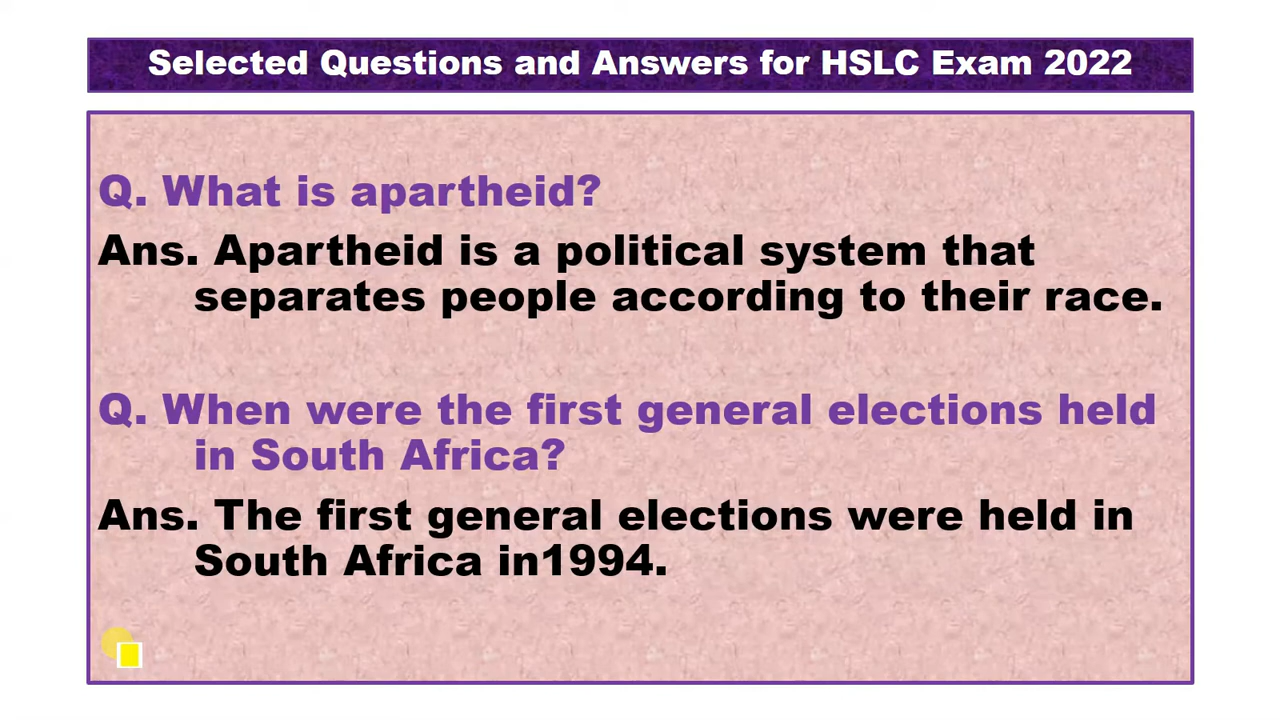 Selected Questions and Answers for HSLC Exam 2022
Q. What is apartheid?
Ans. Apartheid is a political system that
separates people according to their race.
Q. When were the first general elections held
in South Africa?
Ans. The first general elections were held in
South Africa in1994.